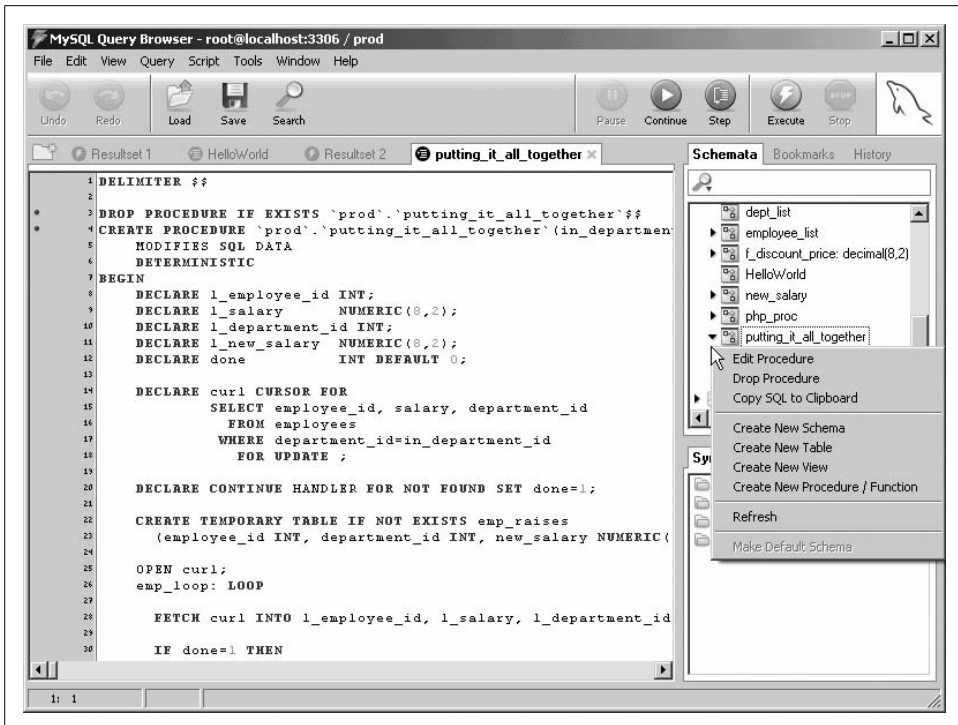 MySQL Query Browser - root@localhost:3306 / prod
File Edit View Query Script Tools Window Help
Undo Redo Load Save Search Pause Continue Step Execute Stop
Resultset 1 HelloWorld Resultset 2 putting_it_all_together
Schemata Bookmarks History
1 DELIMITER $$
2
3 DROP PROCEDURE IF EXISTS `prod`.`putting_it_all_together`$$
4 CREATE PROCEDURE `prod`.`putting_it_all_together`(in_departmen
5 MODIFIES SQL DATA
6 DETERMINISTIC
7 BEGIN
8 DECLARE l_employee_id INT;
9 DECLARE l_salary NUMERIC(8,2);
10 DECLARE l_department_id INT;
11 DECLARE l_new_salary NUMERIC(8,2);
12 DECLARE done INT DEFAULT 0;
13
14 DECLARE cur1 CURSOR FOR
15 SELECT employee_id, salary, department_id
16 FROM employees
17 WHERE department_id=in_department_id
18 FOR UPDATE ;
19
20 DECLARE CONTINUE HANDLER FOR NOT FOUND SET done=1;
21
22 CREATE TEMPORARY TABLE IF NOT EXISTS emp_raises
23 (employee_id INT, department_id INT, new_salary NUMERIC(
24
25 OPEN cur1;
26 emp_loop: LOOP
27
28 FETCH cur1 INTO l_employee_id, l_salary, l_department_id
29
30 IF done=1 THEN
dept_list
employee_list
f_discount_price: decimal(8,2)
HelloWorld
new_salary
php_proc
putting_it_all_together
Edit Procedure
Drop Procedure
Copy SQL to Clipboard
Create New Schema
Create New Table
Create New View
Create New Procedure / Function
Refresh
Make Default Schema
Sy
1: 1